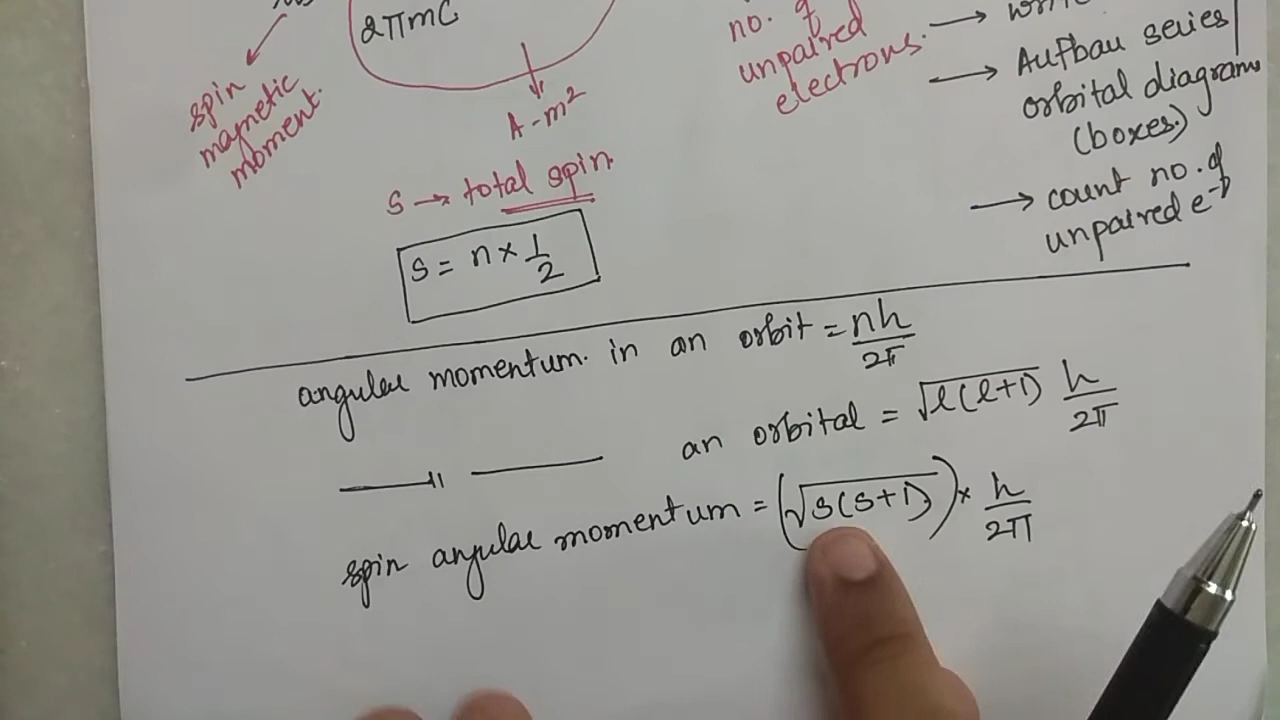 2πmC
spin
magnetic
moment.
A-m²
no. of
unpaired
electrons.
→ Aufbau series/
orbital diagrams
(boxes.)
→ count no. of
unpaired e⁻s
S → total spin.
S = n × 1/2
angular momentum. in an orbit = nh/2π
—〃— an orbital = √l(l+1) h/2π
spin angular momentum = (√s(s+1)) × h/2π